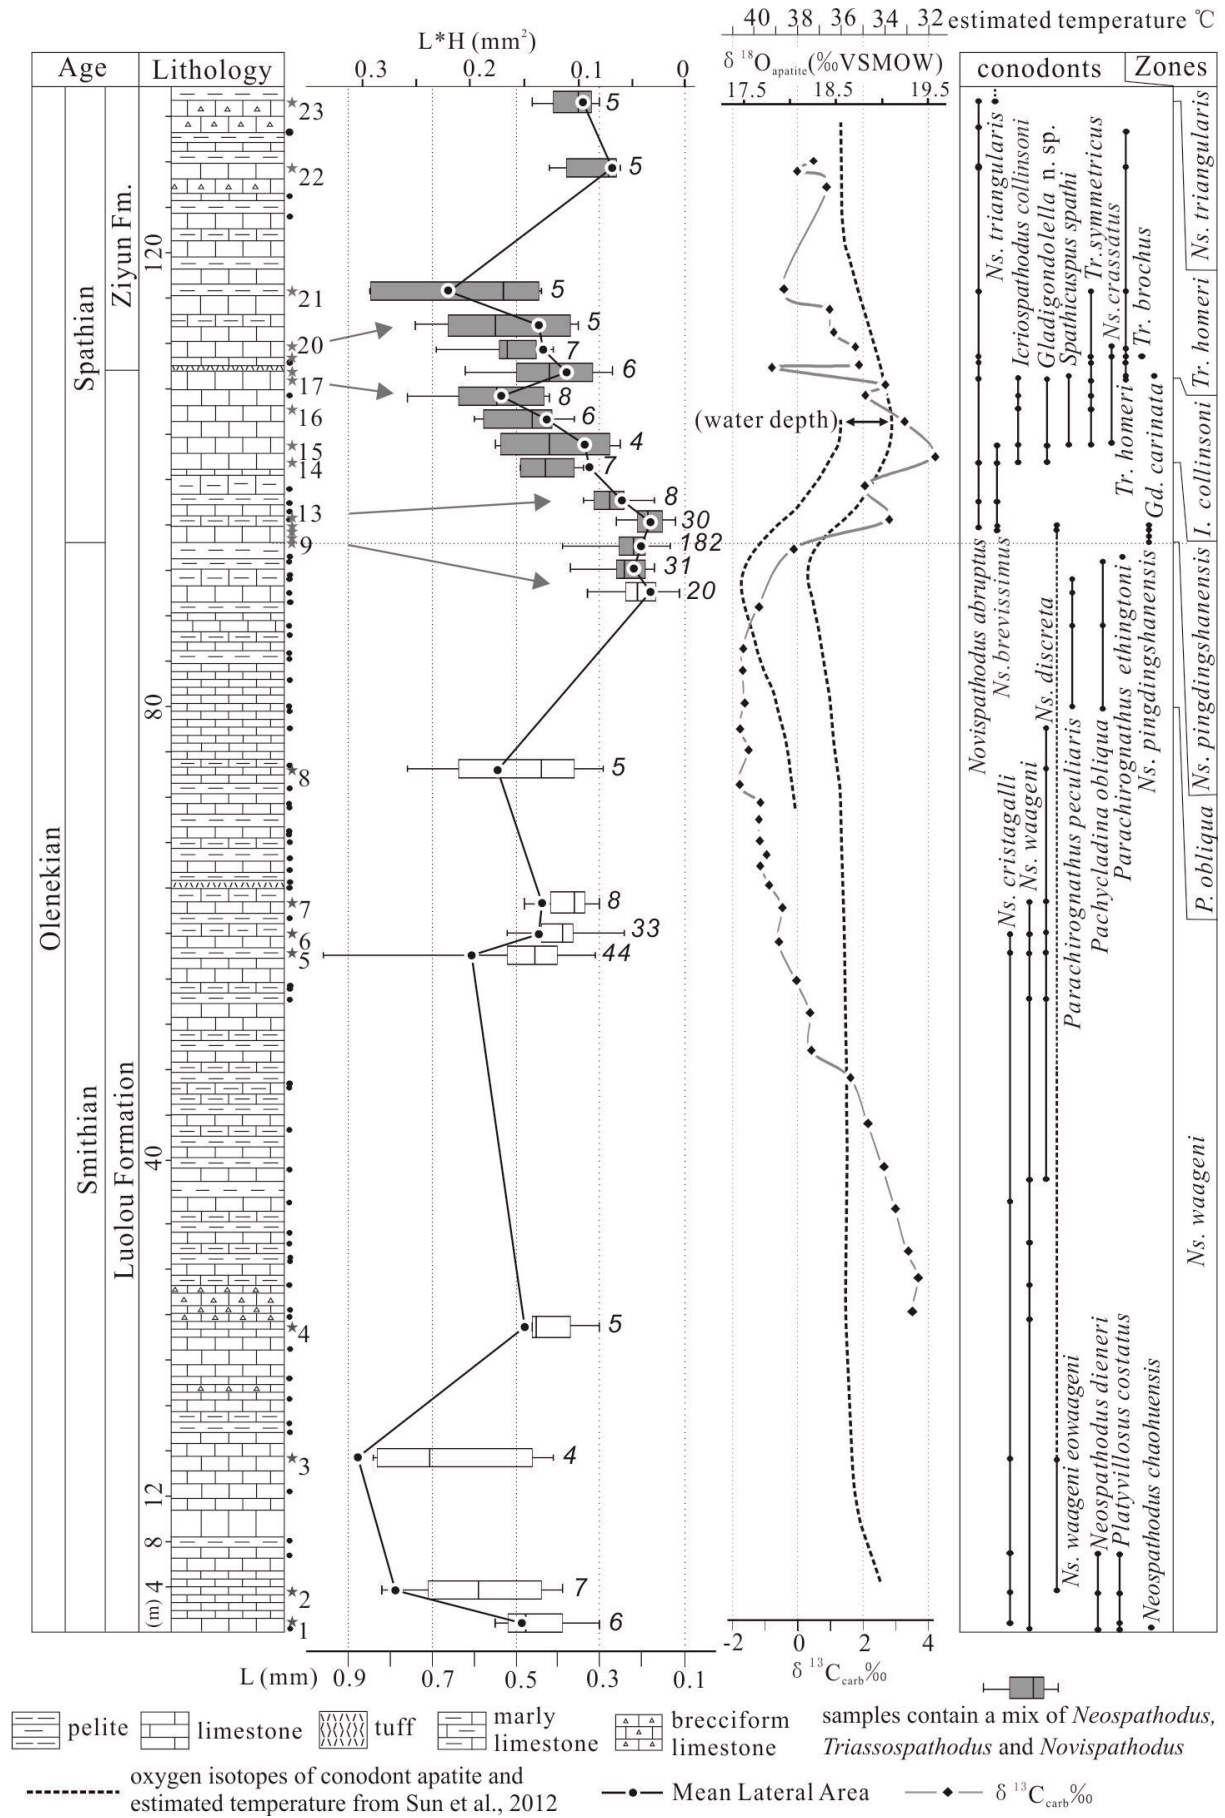 40 38 36 34 32 estimated temperature ℃
L*H (mm²)
δ ¹⁸O apatite (‰VSMOW)
Age Lithology
0.3 0.2 0.1 0
17.5 18.5 19.5
conodonts Zones
Olenekian
Spathian
Smithian
Ziyun Fm.
Luolou Formation
120
80
40
12
8
4
(m)
23
22
21
20
17
16
15
14
13
9
8
7
6
5
4
3
2
1
5
5
5
5
7
6
8
6
4
7
8
30
182
31
20
5
8
33
44
5
4
7
6
(water depth)
Ns. triangularis
Icriospathodus collinsoni
Gladigondolella n. sp.
Spathicuspus spathi
Tr. symmetricus
Ns. crassatus
Tr. brochus
Tr. homeri
Gd. carinata
Novispathodus abruptus
Ns. brevissimus
Ns. cristagalli
Ns. waageni
Ns. discreta
Parachirognathus peculiaris
Pachycladina obliqua
Parachirognathus ethingtoni
Ns. pingdingshanensis
Ns. waageni eowaageni
Neospathodus dieneri
Platyvillosus costatus
Neospathodus chaohuensis
Ns. triangularis
Tr. homeri
I. collinsoni
Ns. pingdingshanensis
P. obliqua
Ns. waageni
L (mm) 0.9 0.7 0.5 0.3 0.1
-2 0 2 4
δ ¹³C carb‰
pelite
limestone
tuff
marly
limestone
brecciform
limestone
samples contain a mix of Neospathodus,
Triassospathodus and Novispathodus
oxygen isotopes of conodont apatite and
estimated temperature from Sun et al., 2012
Mean Lateral Area
δ ¹³C carb‰